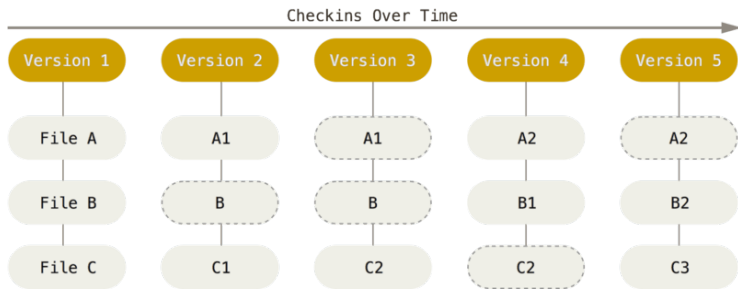 Checkins Over Time
Version 1 Version 2 Version 3 Version 4 Version 5
File A A1 A1 A2 A2
File B B B B1 B2
File C C1 C2 C2 C3